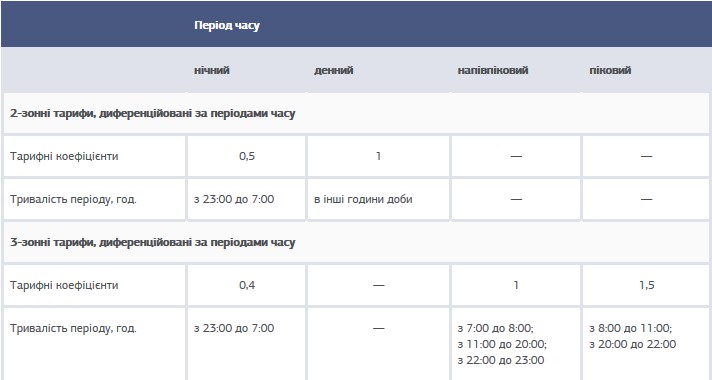 Період часу
нічний денний напівпіковий піковий
2-зонні тарифи, диференційовані за періодами часу
Тарифні коефіцієнти 0,5 1 — —
Тривалість періоду, год. з 23:00 до 7:00 в інші години доби — —
3-зонні тарифи, диференційовані за періодами часу
Тарифні коефіцієнти 0,4 — 1 1,5
Тривалість періоду, год. з 23:00 до 7:00 — з 7:00 до 8:00; з 8:00 до 11:00;
з 11:00 до 20:00; з 20:00 до 22:00
з 22:00 до 23:00